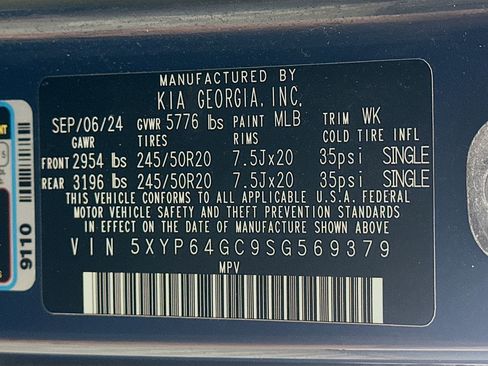 MANUFACTURED BY
KIA GEORGIA, INC.
SEP/06/24 GVWR 5776 lbs PAINT MLB TRIM WK
GAWR TIRES RIMS COLD TIRE INFL
FRONT 2954 lbs 245/50R20 7.5Jx20 35psi SINGLE
REAR 3196 lbs 245/50R20 7.5Jx20 35psi SINGLE
THIS VEHICLE CONFORMS TO ALL APPLICABLE U.S.A. FEDERAL
MOTOR VEHICLE SAFETY AND THEFT PREVENTION STANDARDS
IN EFFECT ON THE DATE OF MANUFACTURE SHOWN ABOVE
VIN 5XYP64GC9SG569379
MPV
9110